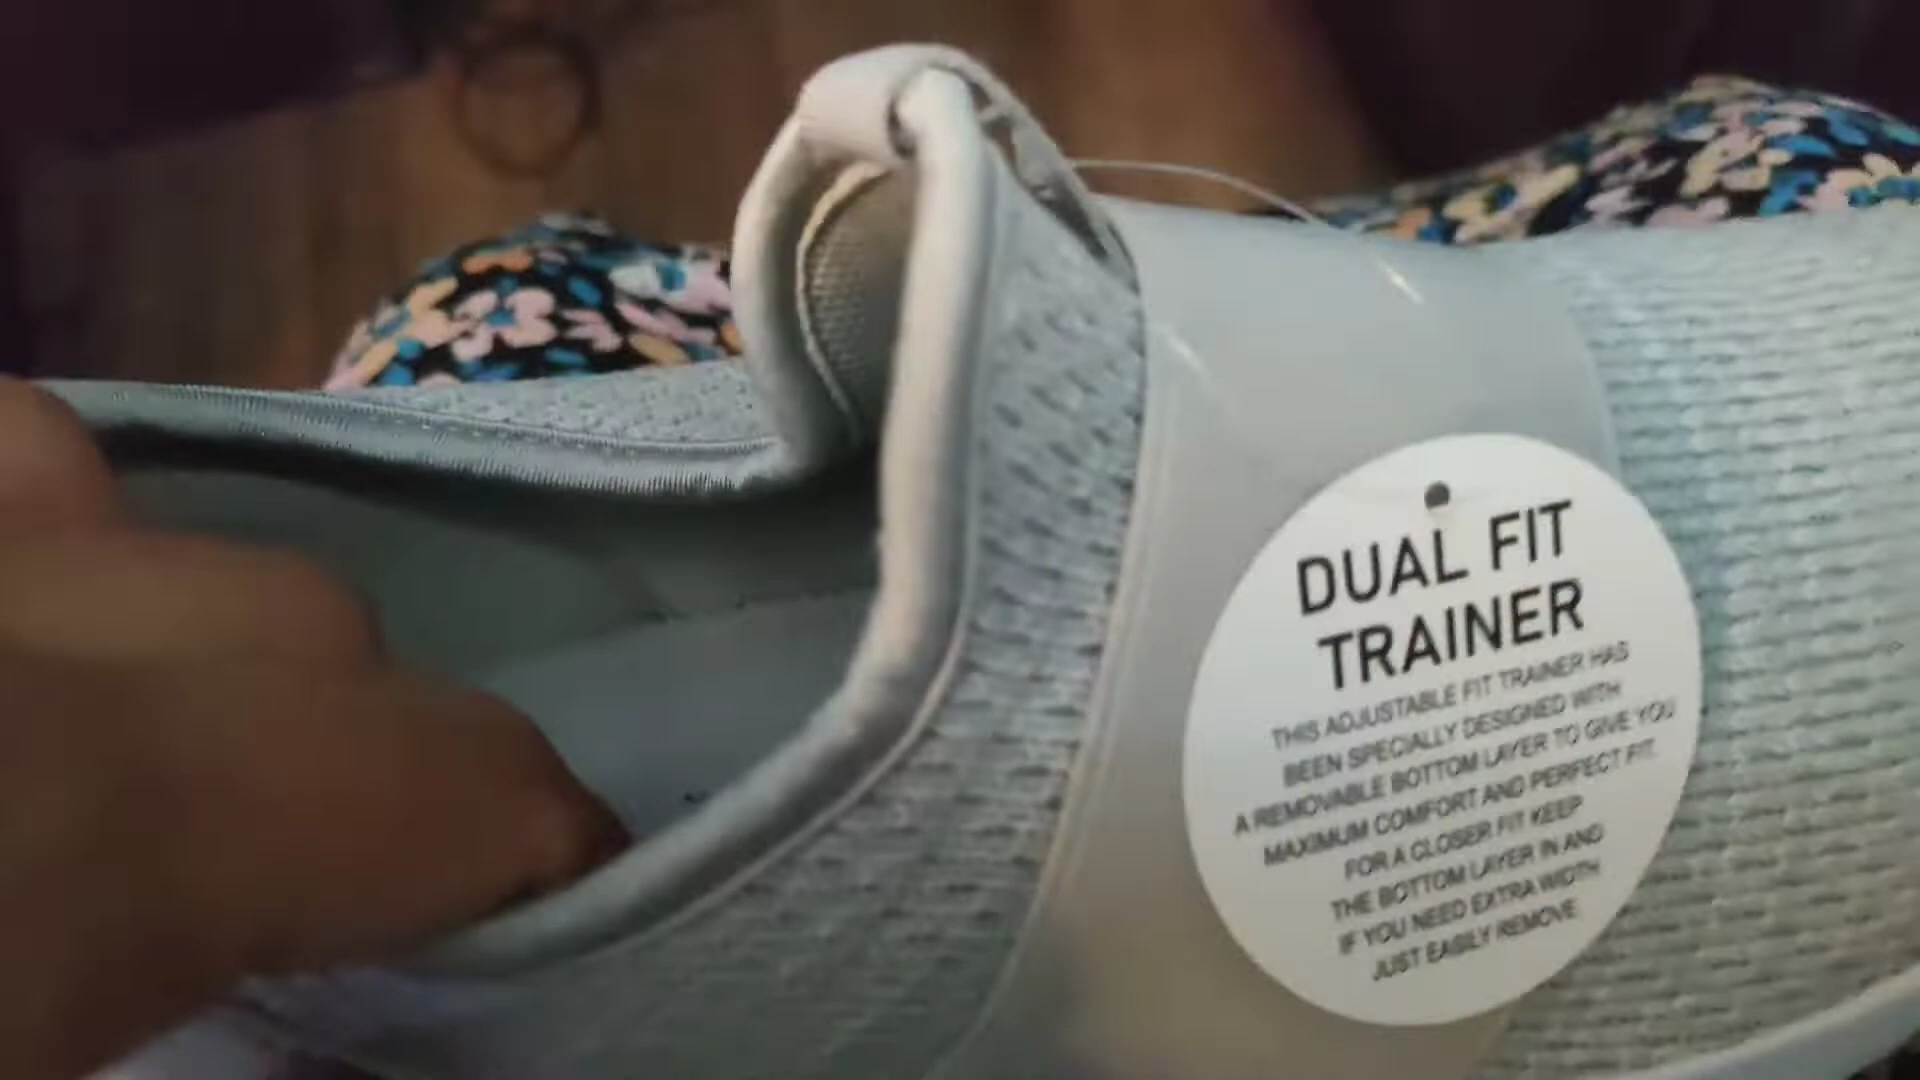 DUAL FIT
TRAINER
THIS ADJUSTABLE FIT TRAINER HAS
BEEN SPECIALLY DESIGNED WITH
A REMOVABLE BOTTOM LAYER TO GIVE YOU
MAXIMUM COMFORT AND PERFECT FIT.
FOR A CLOSER FIT KEEP
THE BOTTOM LAYER IN AND
IF YOU NEED EXTRA WIDTH
JUST EASILY REMOVE